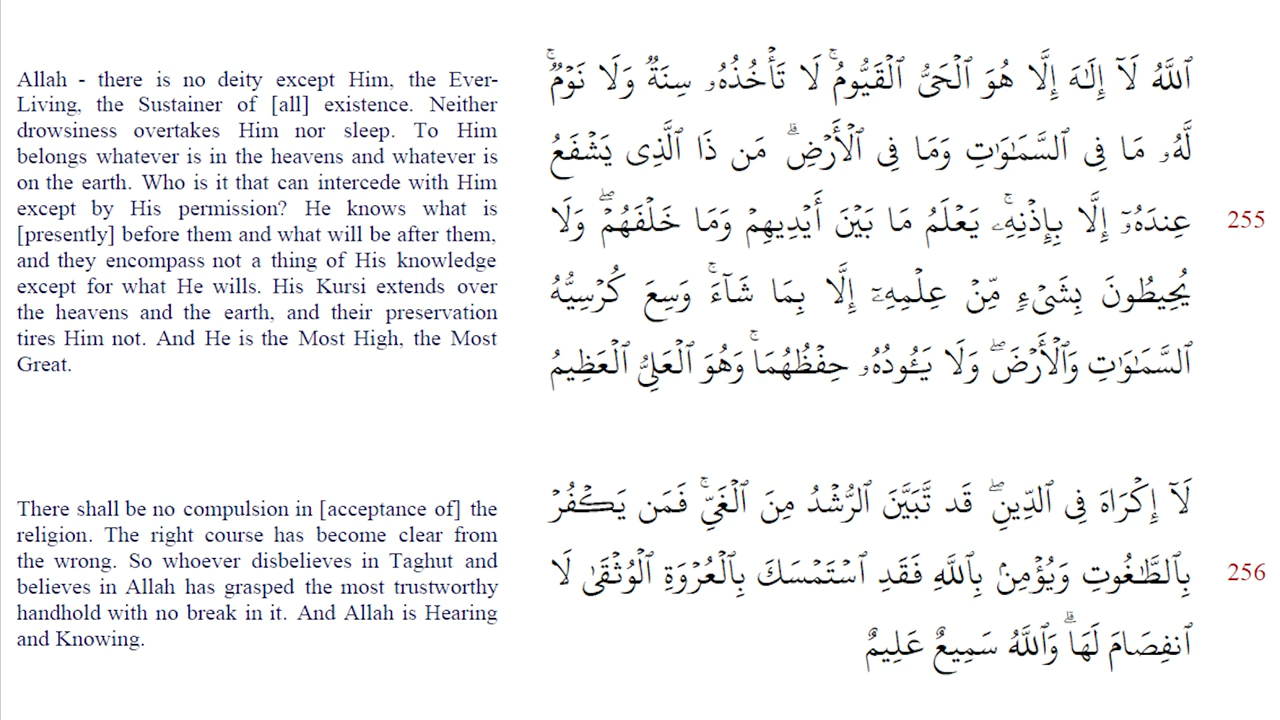 Allah - there is no deity except Him, the Ever-
Living, the Sustainer of [all] existence. Neither
drowsiness overtakes Him nor sleep. To Him
belongs whatever is in the heavens and whatever is
on the earth. Who is it that can intercede with Him
except by His permission? He knows what is
[presently] before them and what will be after them,
and they encompass not a thing of His knowledge
except for what He wills. His Kursi extends over
the heavens and the earth, and their preservation
tires Him not. And He is the Most High, the Most
Great.
ٱللَّهُ لَآ إِلَـٰهَ إِلَّا هُوَ ٱلْحَىُّ ٱلْقَيُّومُ ۚ لَا تَأْخُذُهُۥ سِنَةٌ وَلَا نَوْمٌ ۚ
لَّهُۥ مَا فِى ٱلسَّمَـٰوَٰتِ وَمَا فِى ٱلْأَرْضِ ۗ مَن ذَا ٱلَّذِى يَشْفَعُ
عِندَهُۥٓ إِلَّا بِإِذْنِهِۦ ۚ يَعْلَمُ مَا بَيْنَ أَيْدِيهِمْ وَمَا خَلْفَهُمْ ۖ وَلَا
يُحِيطُونَ بِشَىْءٍ مِّنْ عِلْمِهِۦٓ إِلَّا بِمَا شَآءَ ۚ وَسِعَ كُرْسِيُّهُ
ٱلسَّمَـٰوَٰتِ وَٱلْأَرْضَ ۖ وَلَا يَـُٔودُهُۥ حِفْظُهُمَا ۚ وَهُوَ ٱلْعَلِىُّ ٱلْعَظِيمُ
255
There shall be no compulsion in [acceptance of] the
religion. The right course has become clear from
the wrong. So whoever disbelieves in Taghut and
believes in Allah has grasped the most trustworthy
handhold with no break in it. And Allah is Hearing
and Knowing.
لَآ إِكْرَاهَ فِى ٱلدِّينِ ۖ قَد تَّبَيَّنَ ٱلرُّشْدُ مِنَ ٱلْغَىِّ ۚ فَمَن يَكْفُرْ
بِٱلطَّـٰغُوتِ وَيُؤْمِنۢ بِٱللَّهِ فَقَدِ ٱسْتَمْسَكَ بِٱلْعُرْوَةِ ٱلْوُثْقَىٰ لَا
ٱنفِصَامَ لَهَا ۗ وَٱللَّهُ سَمِيعٌ عَلِيمٌ
256